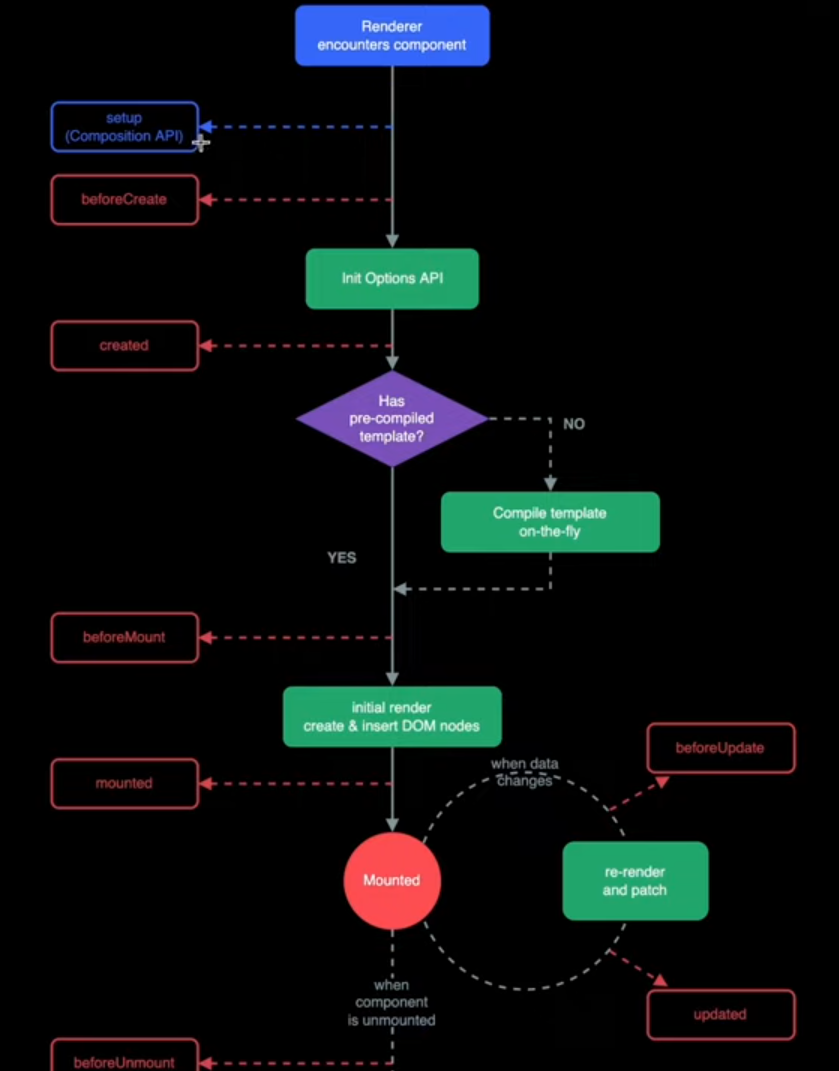 Renderer
encounters component
setup
(Composition API)
beforeCreate
Init Options API
created
Has
pre-compiled
template?
NO
Compile template
on-the-fly
YES
beforeMount
initial render
create & insert DOM nodes
beforeUpdate
when data
changes
mounted
Mounted
re-render
and patch
when
component
is unmounted
updated
beforeUnmount